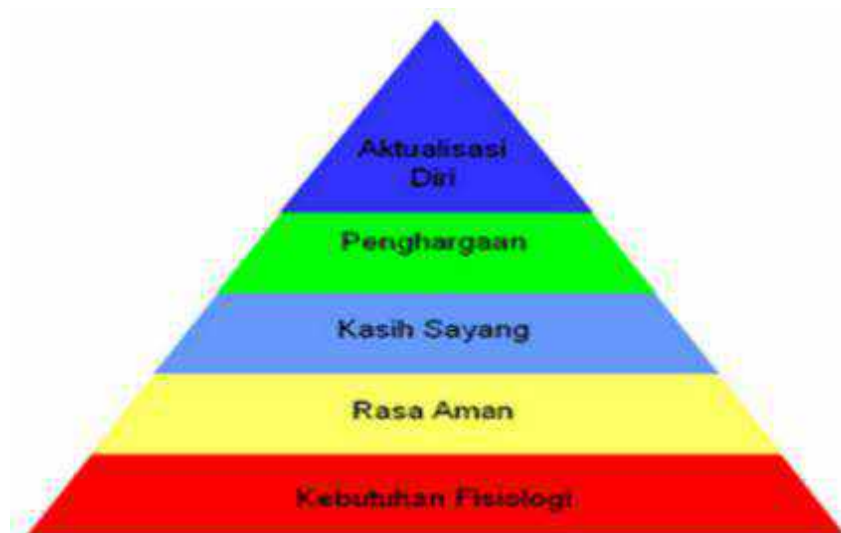 Aktualisasi
Diri
Penghargaan
Kasih Sayang
Rasa Aman
Kebutuhan Fisiologi